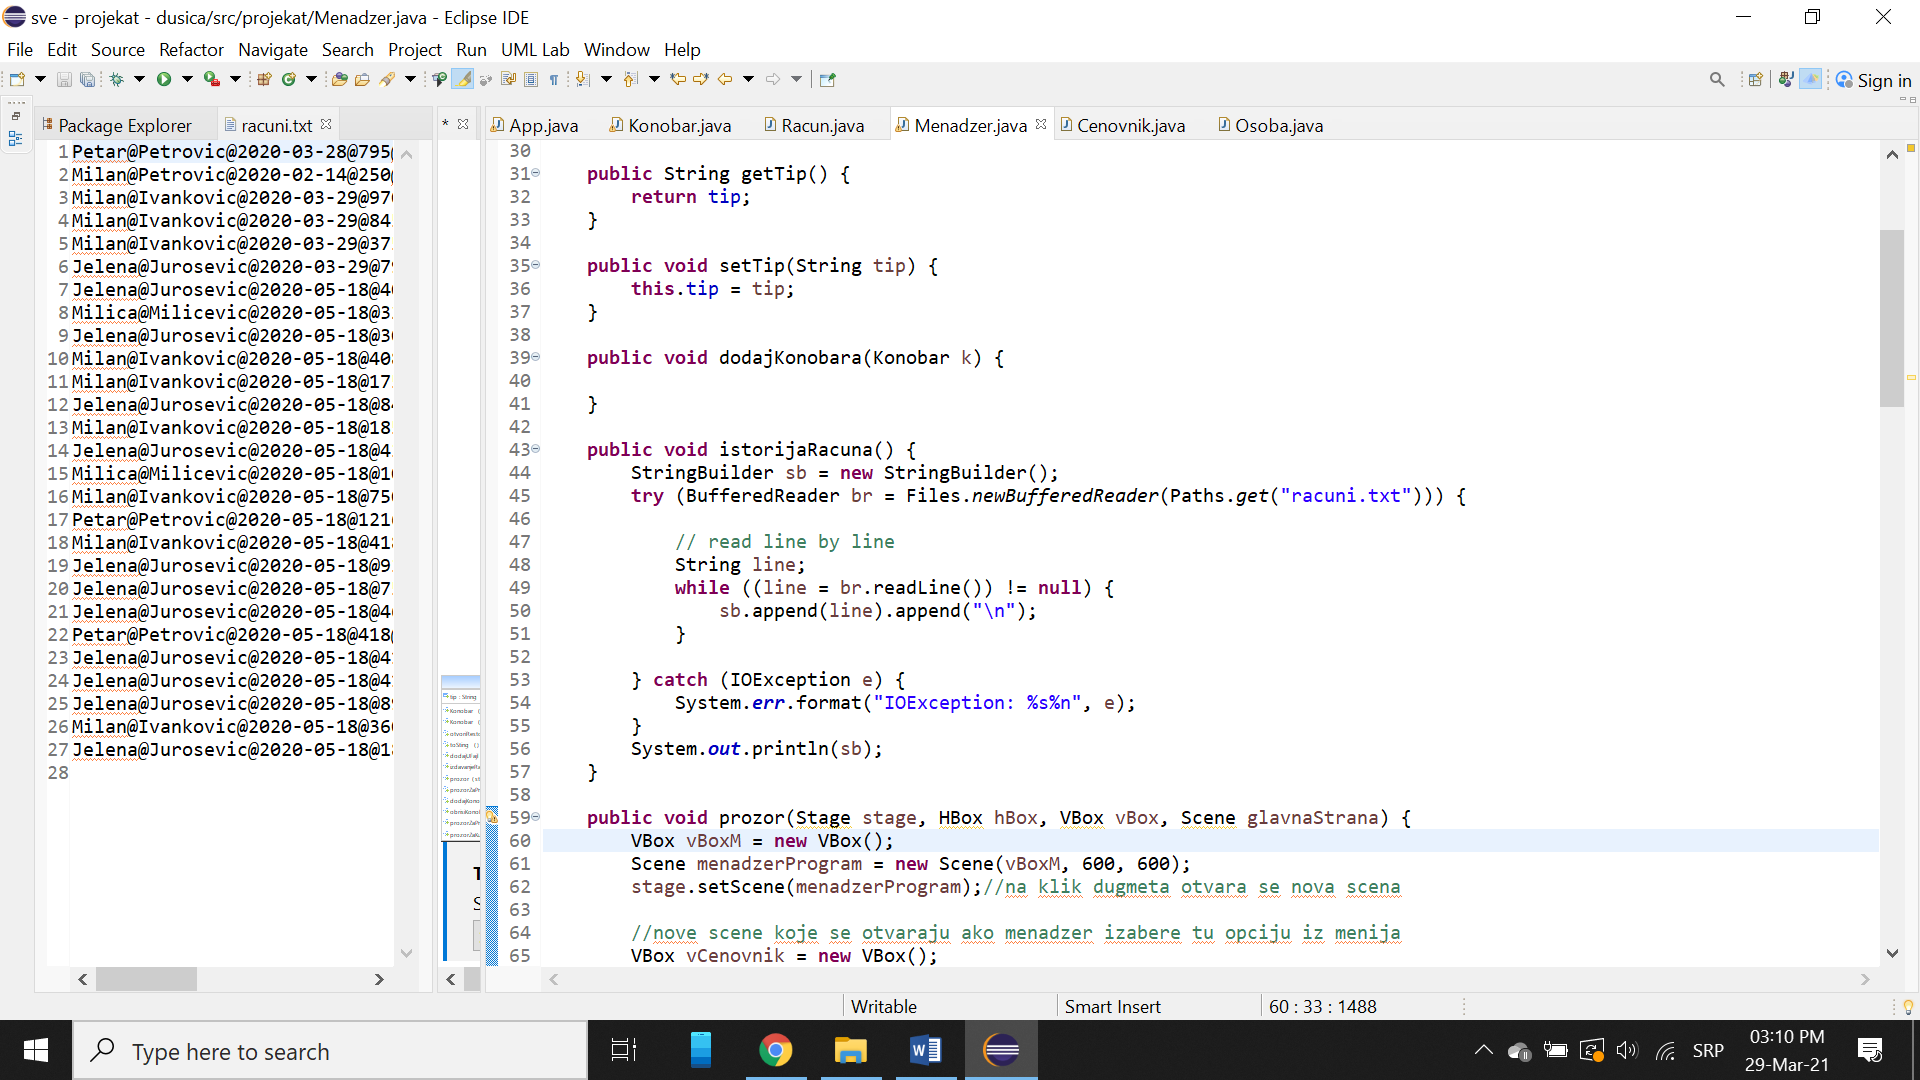 sve - projekat - dusica/src/projekat/Menadzer.java - Eclipse IDE
File Edit Source Refactor Navigate Search Project Run UML Lab Window Help
Sign in
Package Explorer racuni.txt
* App.java Konobar.java Racun.java Menadzer.java Cenovnik.java Osoba.java
1 Petar@Petrovic@2020-03-28@795@
2 Milan@Petrovic@2020-02-14@250@
3 Milan@Ivankovic@2020-03-29@97
4 Milan@Ivankovic@2020-03-29@84
5 Milan@Ivankovic@2020-03-29@37
6 Jelena@Jurosevic@2020-03-29@7
7 Jelena@Jurosevic@2020-05-18@4
8 Milica@Milicevic@2020-05-18@3
9 Jelena@Jurosevic@2020-05-18@3
10 Milan@Ivankovic@2020-05-18@40
11 Milan@Ivankovic@2020-05-18@17
12 Jelena@Jurosevic@2020-05-18@8
13 Milan@Ivankovic@2020-05-18@18
14 Jelena@Jurosevic@2020-05-18@4
15 Milica@Milicevic@2020-05-18@1
16 Milan@Ivankovic@2020-05-18@75
17 Petar@Petrovic@2020-05-18@121
18 Milan@Ivankovic@2020-05-18@41
19 Jelena@Jurosevic@2020-05-18@9
20 Jelena@Jurosevic@2020-05-18@7
21 Jelena@Jurosevic@2020-05-18@4
22 Petar@Petrovic@2020-05-18@418@
23 Jelena@Jurosevic@2020-05-18@4
24 Jelena@Jurosevic@2020-05-18@4
25 Jelena@Jurosevic@2020-05-18@8
26 Milan@Ivankovic@2020-05-18@36
27 Jelena@Jurosevic@2020-05-18@1
28
tip : String
Konobar (
Konobar (
30
31 public String getTip() {
32 return tip;
33 }
34
35 public void setTip(String tip) {
36 this.tip = tip;
37 }
38
39 public void dodajKonobara(Konobar k) {
40
41 }
42
43 public void istorijaRacuna() {
44 StringBuilder sb = new StringBuilder();
45 try (BufferedReader br = Files.newBufferedReader(Paths.get("racuni.txt"))) {
46
47 // read line by line
48 String line;
49 while ((line = br.readLine()) != null) {
50 sb.append(line).append("\n");
51 }
52
53 } catch (IOException e) {
54 System.err.format("IOException: %s%n", e);
55 }
56 System.out.println(sb);
57 }
58
59 public void prozor(Stage stage, HBox hBox, VBox vBox, Scene glavnaStrana) {
60 VBox vBoxM = new VBox();
61 Scene menadzerProgram = new Scene(vBoxM, 600, 600);
62 stage.setScene(menadzerProgram);//na klik dugmeta otvara se nova scena
63
64 //nove scene koje se otvaraju ako menadzer izabere tu opciju iz menija
65 VBox vCenovnik = new VBox();
Writable Smart Insert 60 : 33 : 1488
Type here to search
SRP
03:10 PM
29-Mar-21